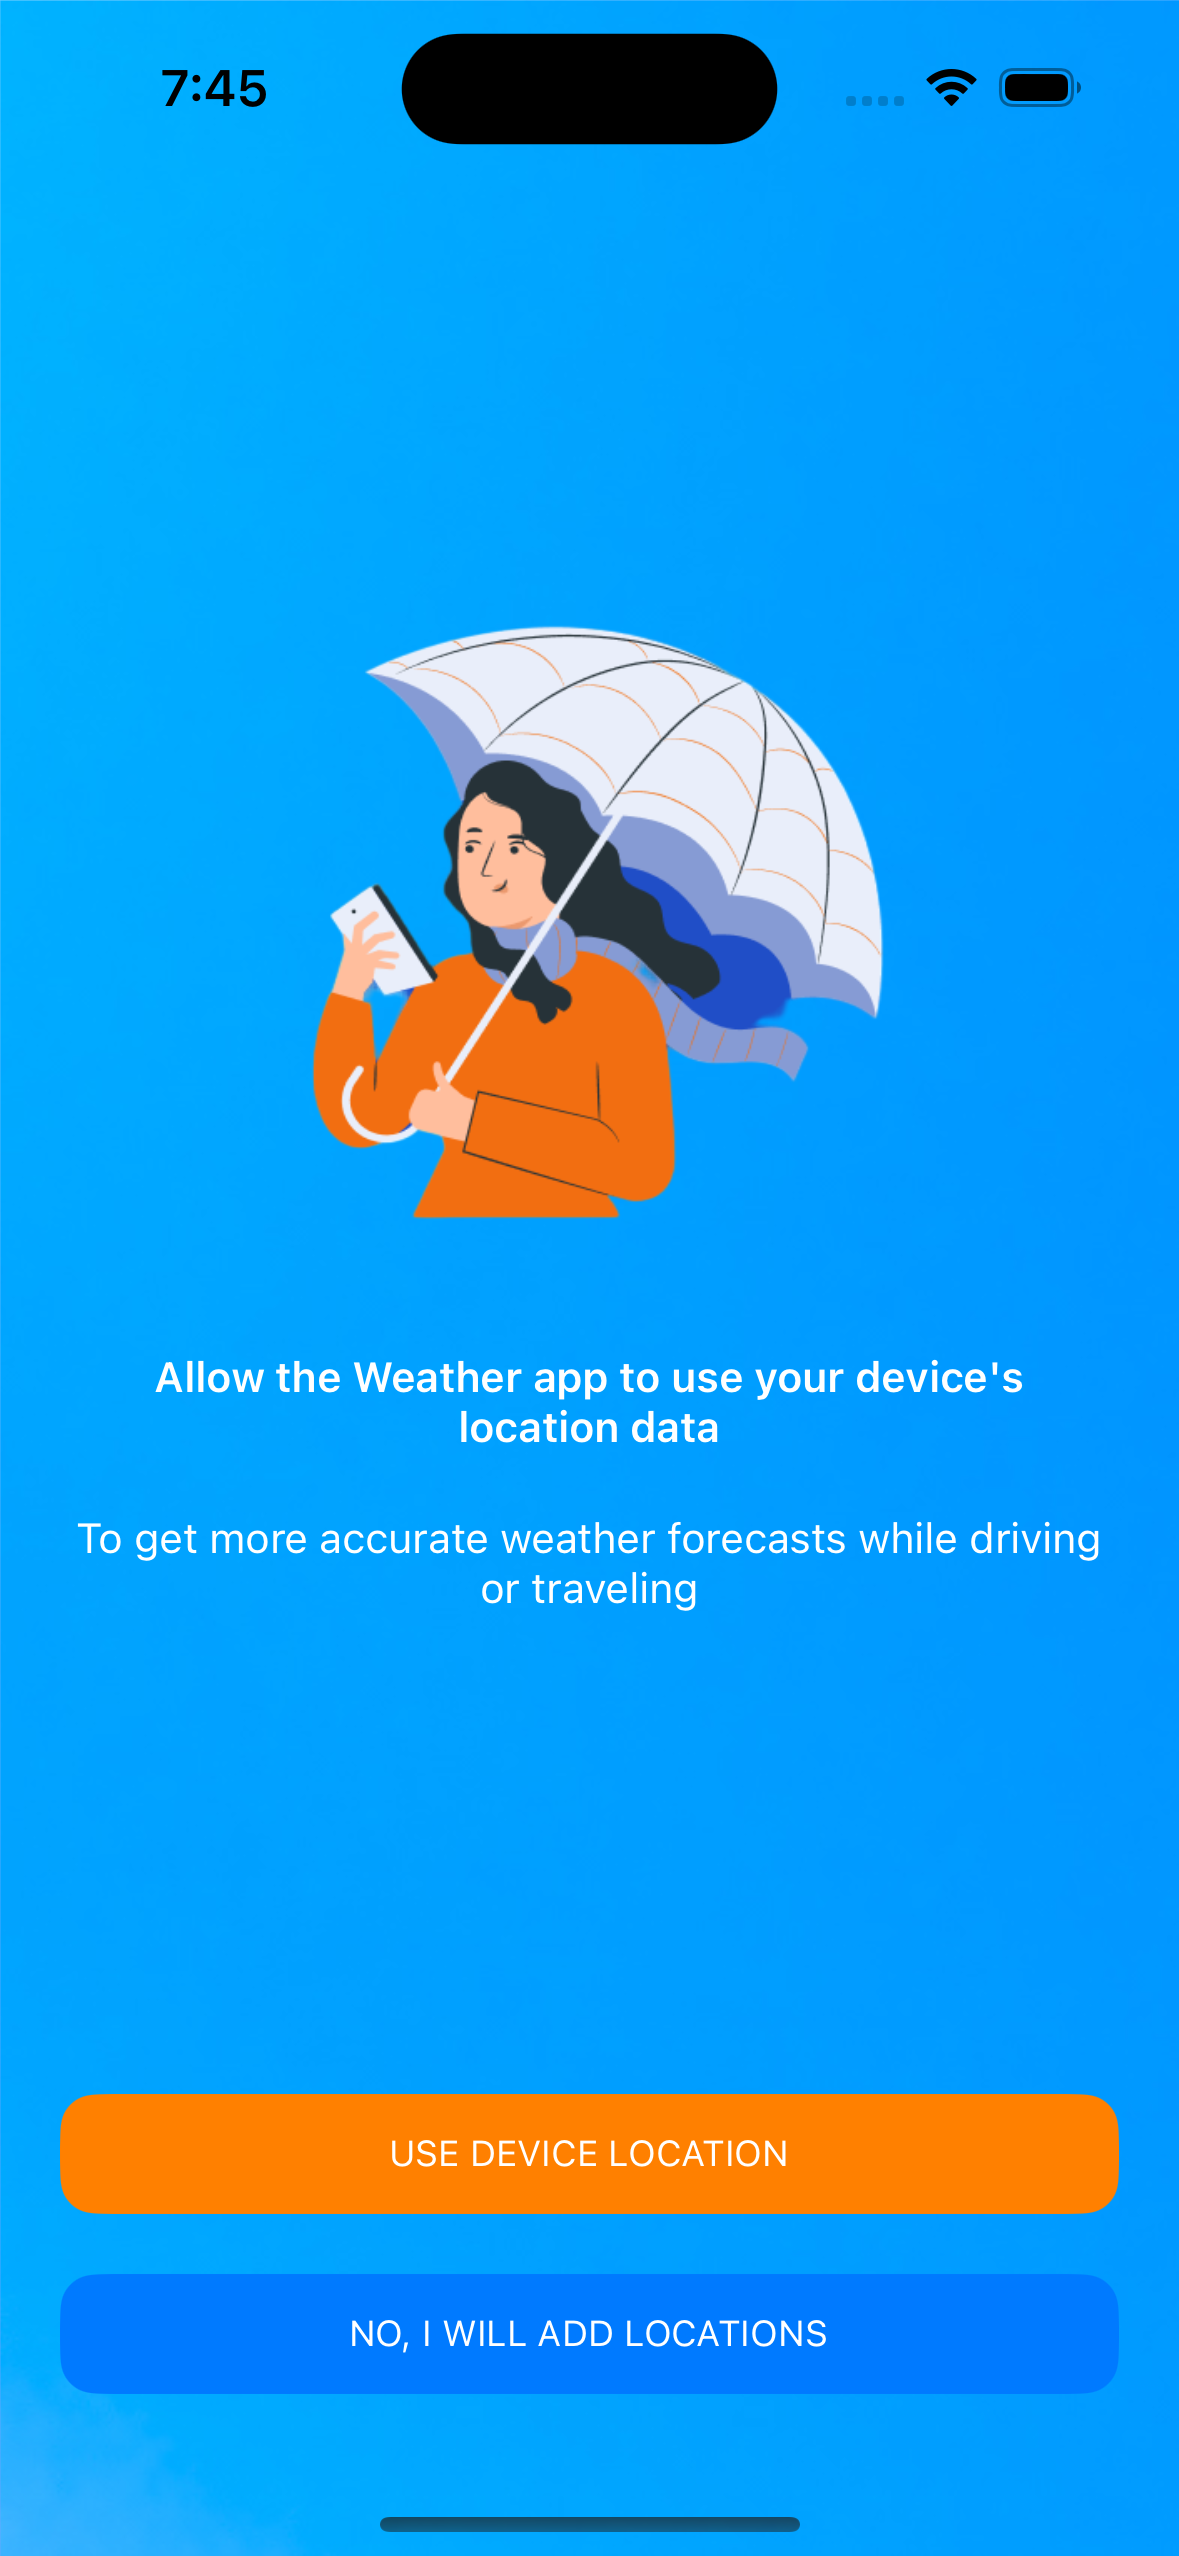 7:45
Allow the Weather app to use your device's
location data
To get more accurate weather forecasts while driving
or traveling
USE DEVICE LOCATION
NO, I WILL ADD LOCATIONS